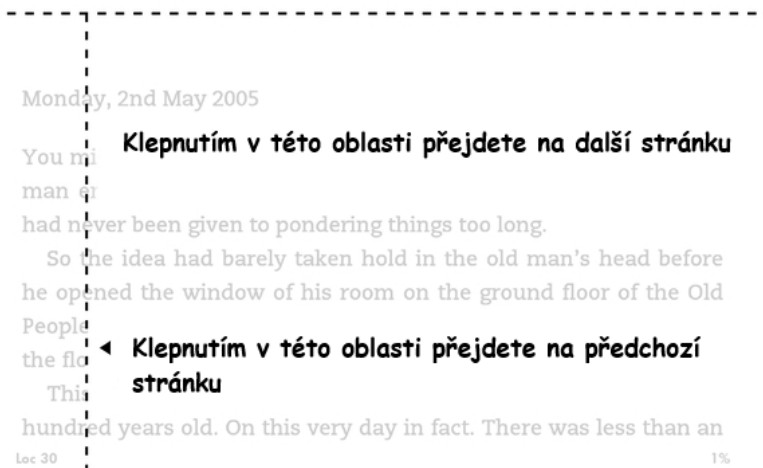 Monday, 2nd May 2005
Klepnutím v této oblasti přejdete na další stránku
You mi
man er
had never been given to pondering things too long.
So the idea had barely taken hold in the old man's head before
he opened the window of his room on the ground floor of the Old
People
◄ Klepnutím v této oblasti přejdete na předchozí
the flo
stránku
This
hundred years old. On this very day in fact. There was less than an
Loc 30 1%